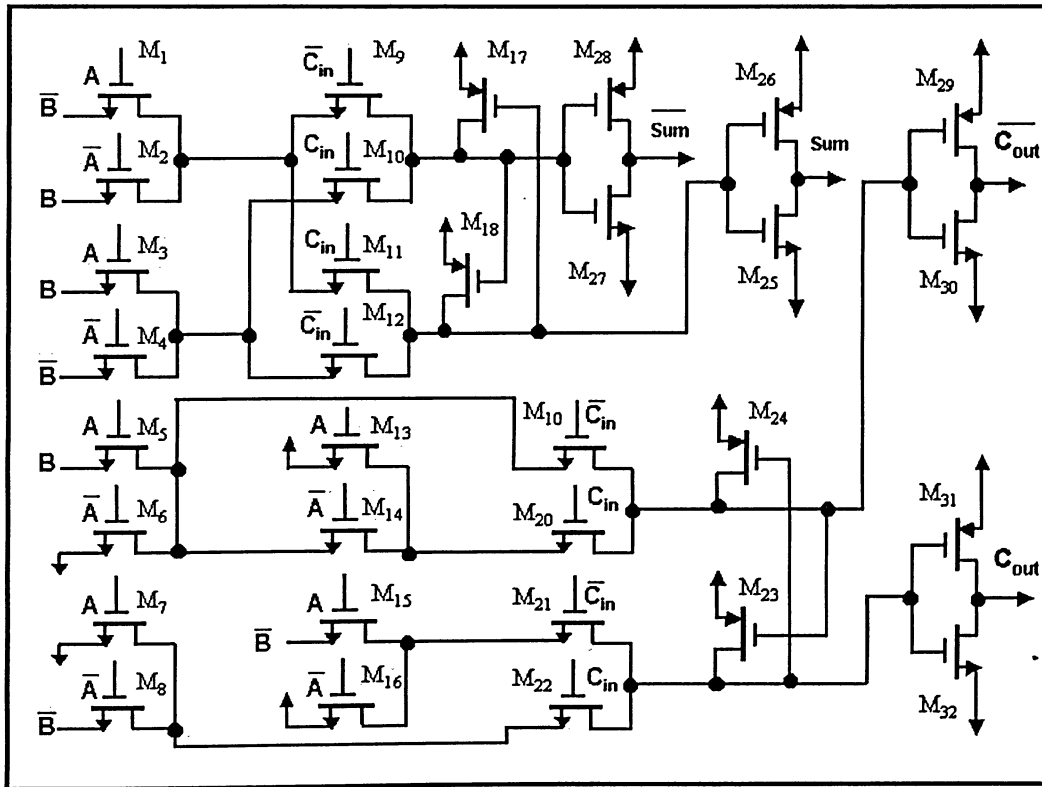 M₁
A
B̅
A̅ M₂
B
A M₃
B
A̅ M₄
B̅
A M₅
B
A̅ M₆
A M₇
A̅ M₈
B̅
C̅in M₉
Cin M₁₀
Cin M₁₁
C̅in M₁₂
A M₁₃
A̅ M₁₄
A M₁₅
B̅
A̅ M₁₆
M₁₀ C̅in
M₂₀ Cin
M₂₁ C̅in
M₂₂ Cin
M₁₇
M₁₈
M₂₄
M₂₃
M₂₈
S̅u̅m̅
M₂₇
M₂₆
Sum
M₂₅
M₂₉
C̅out
M₃₀
M₃₁
Cout
M₃₂